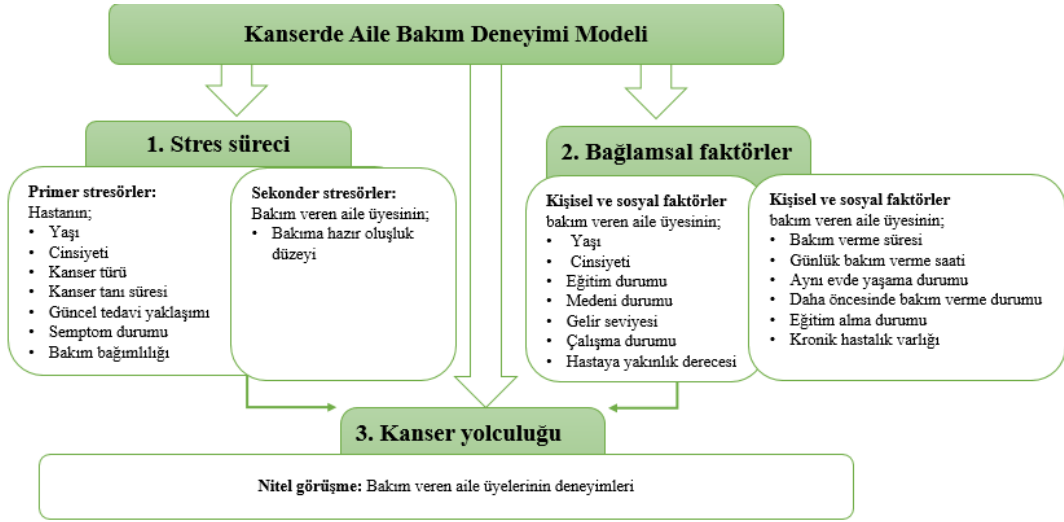 Kanserde Aile Bakım Deneyimi Modeli
1. Stres süreci
Primer stresörler:
Hastanın;
• Yaşı
• Cinsiyeti
• Kanser türü
• Kanser tanı süresi
• Güncel tedavi yaklaşımı
• Semptom durumu
• Bakım bağımlılığı
Sekonder stresörler:
Bakım veren aile üyesinin;
• Bakıma hazır oluşluk
düzeyi
2. Bağlamsal faktörler
Kişisel ve sosyal faktörler
bakım veren aile üyesinin;
• Yaşı
• Cinsiyeti
• Eğitim durumu
• Medeni durumu
• Gelir seviyesi
• Çalışma durumu
• Hastaya yakınlık derecesi
Kişisel ve sosyal faktörler
bakım veren aile üyesinin;
• Bakım verme süresi
• Günlük bakım verme saati
• Aynı evde yaşama durumu
• Daha öncesinde bakım verme durumu
• Eğitim alma durumu
• Kronik hastalık varlığı
3. Kanser yolculuğu
Nitel görüşme: Bakım veren aile üyelerinin deneyimleri